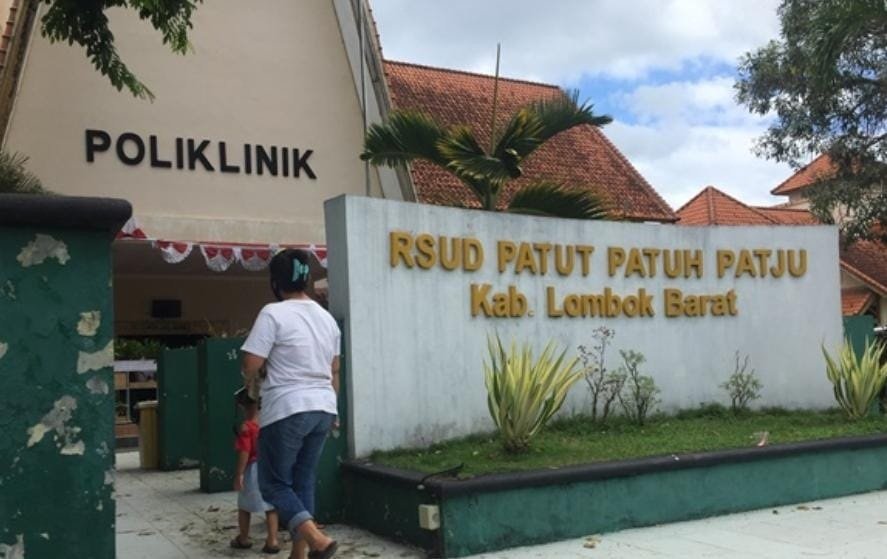 POLIKLINIK
RSUD PATUT PATUH PATJU
Kab. Lombok Barat